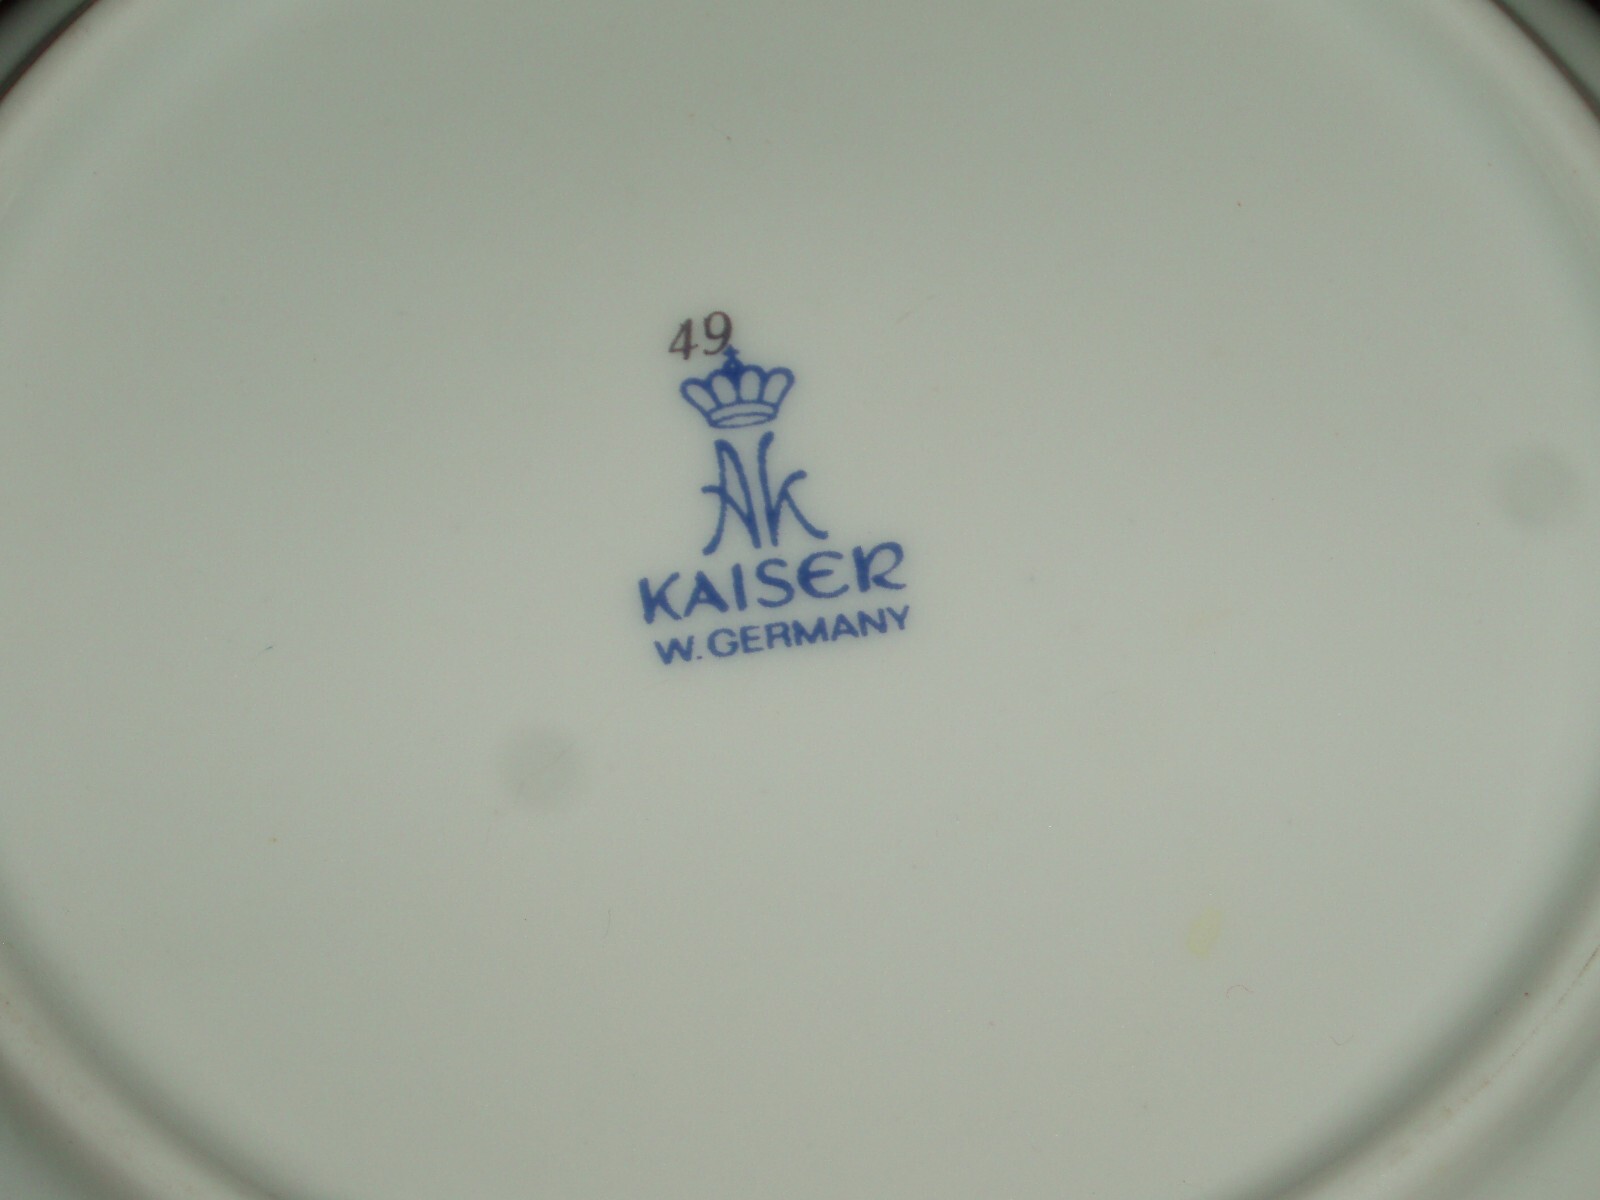 49
AK
KAISER
W. GERMANY